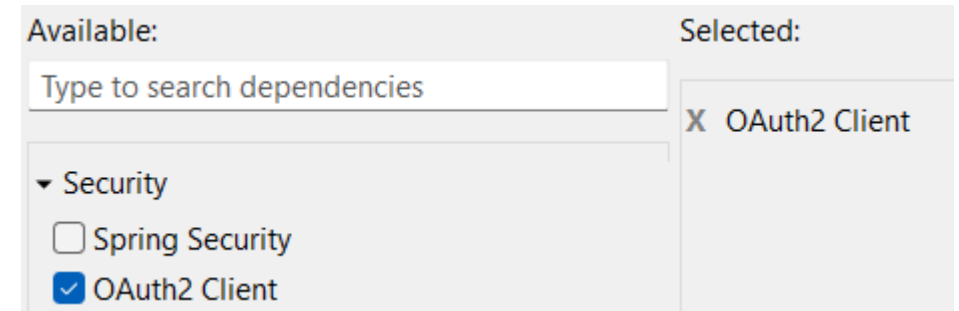 Available:
Type to search dependencies
Security
Spring Security
OAuth2 Client
Selected:
X OAuth2 Client